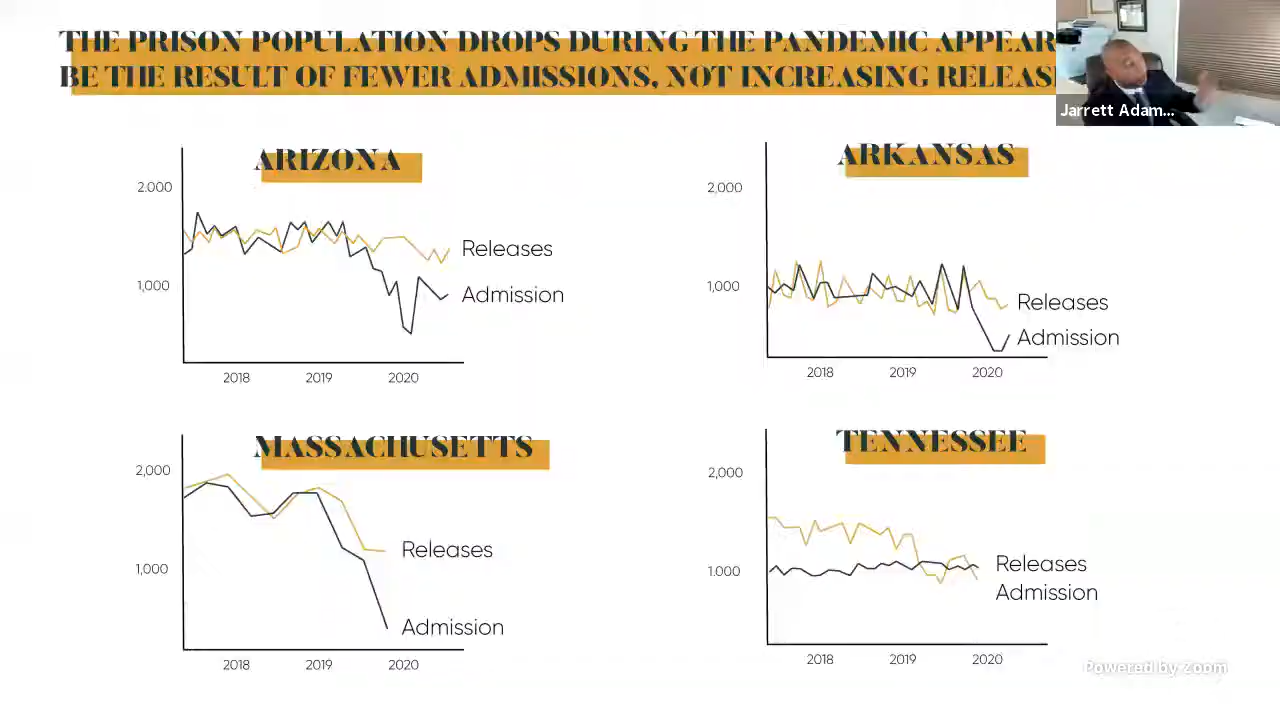 THE PRISON POPULATION DROPS DURING THE PANDEMIC APPEAR
BE THE RESULT OF FEWER ADMISSIONS, NOT INCREASING RELEAS
Jarrett Adam...
ARIZONA
2.000
1,000
Releases
Admission
2018 2019 2020
ARKANSAS
2,000
1,000
Releases
Admission
2018 2019 2020
MASSACHUSETTS
2,000
1,000
Releases
Admission
2018 2019 2020
TENNESSEE
2,000
1.000
Releases
Admission
2018 2019 2020
Powered by zoom